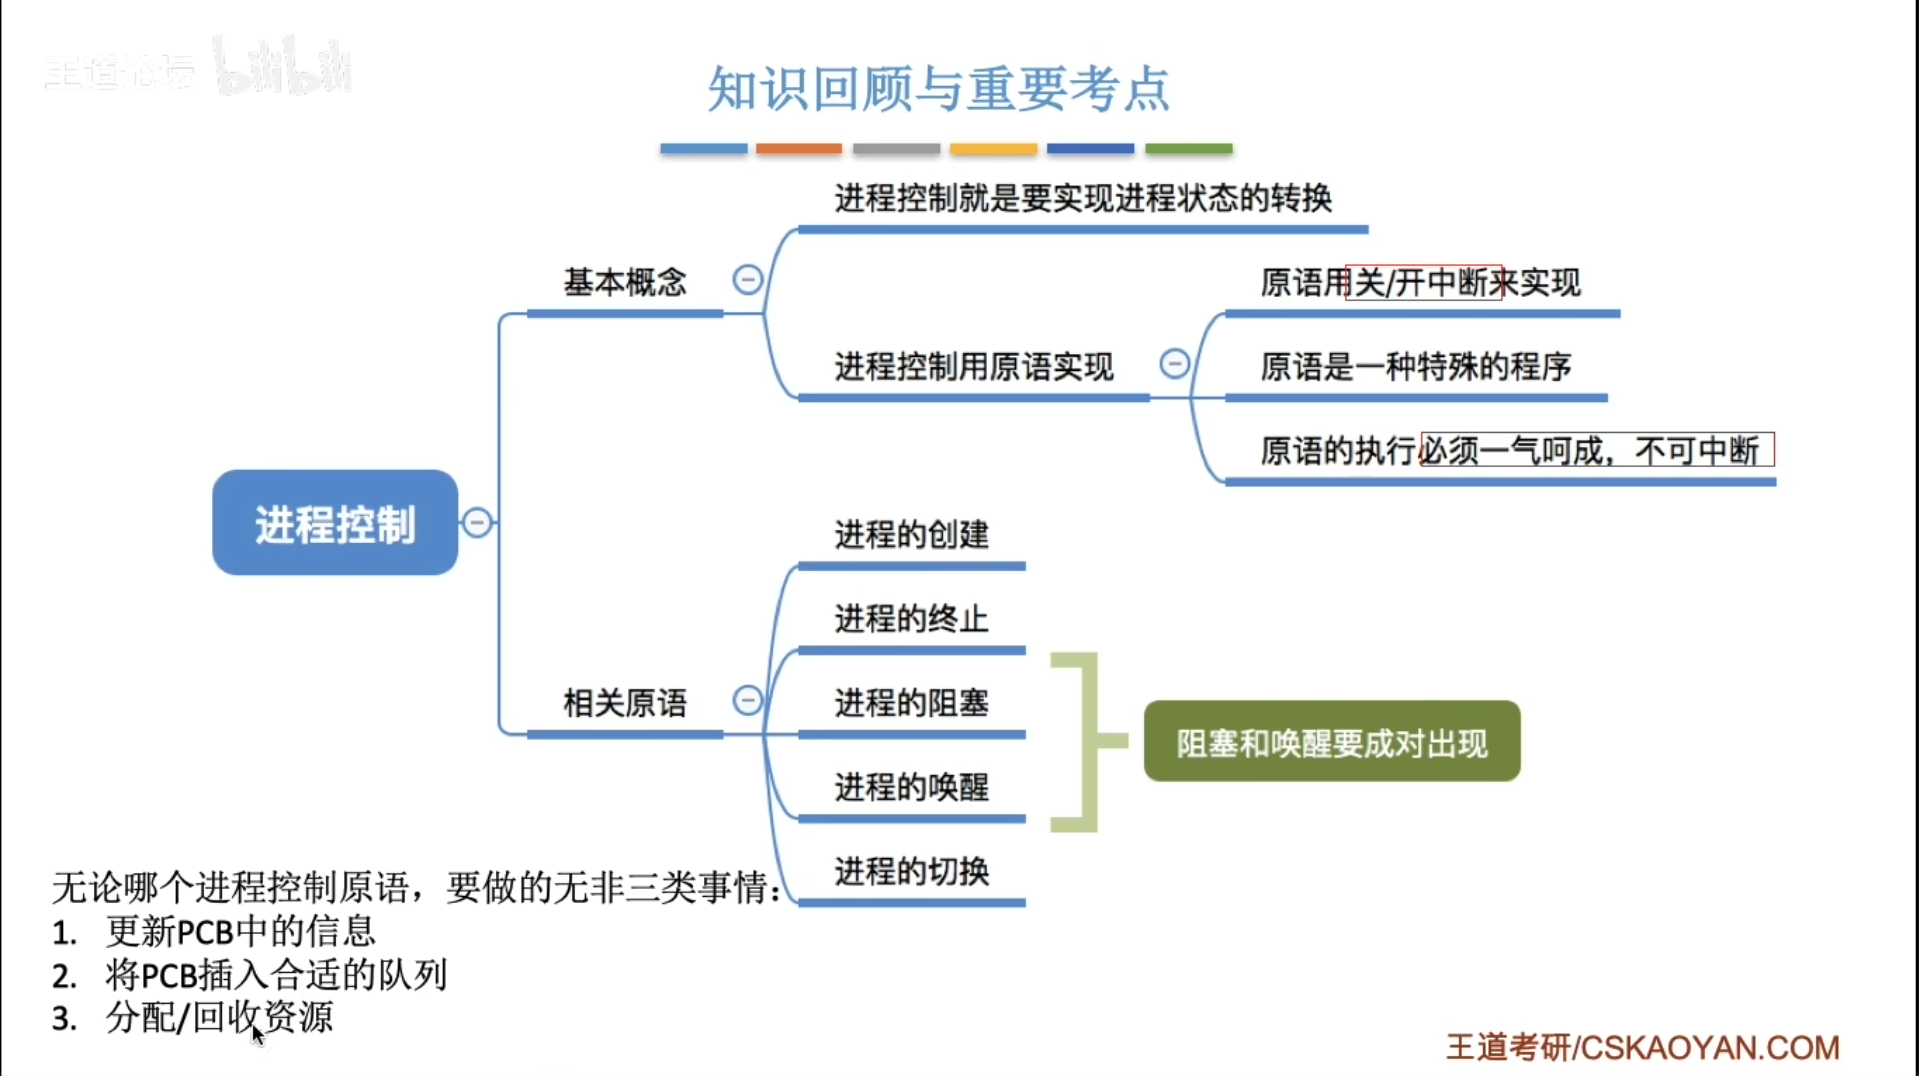 王道论坛 bilibili
知识回顾与重要考点
进程控制就是要实现进程状态的转换
基本概念
原语用关/开中断来实现
进程控制用原语实现
原语是一种特殊的程序
原语的执行必须一气呵成，不可中断
进程控制
进程的创建
进程的终止
相关原语
进程的阻塞
阻塞和唤醒要成对出现
进程的唤醒
进程的切换
无论哪个进程控制原语，要做的无非三类事情：
1. 更新PCB中的信息
2. 将PCB插入合适的队列
3. 分配/回收资源
王道考研/CSKAOYAN.COM